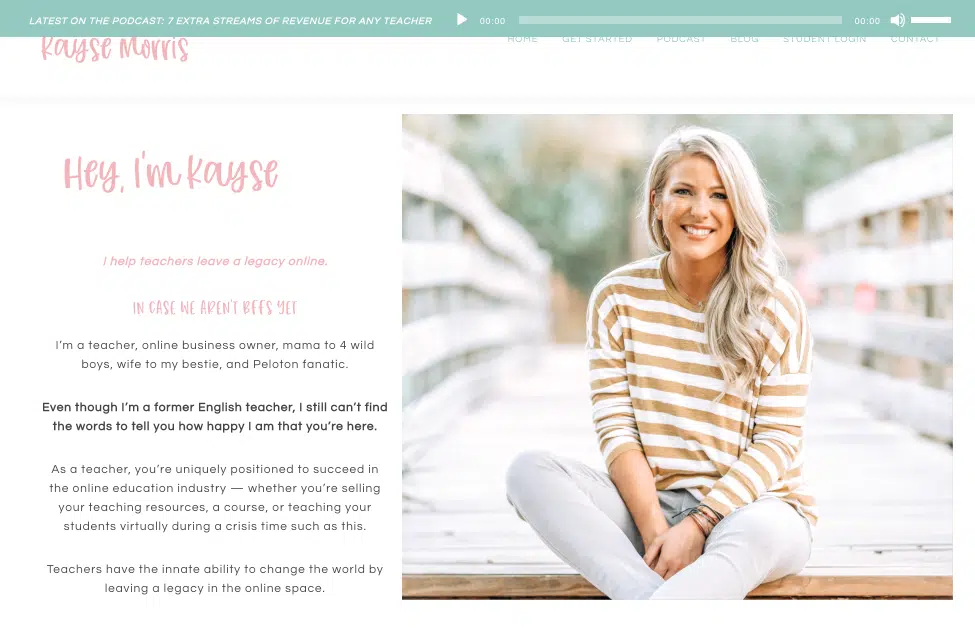 LATEST ON THE PODCAST: 7 EXTRA STREAMS OF REVENUE FOR ANY TEACHER 00:00 00:00
Kayse Morris
HOME GET STARTED PODCAST BLOG STUDENT LOGIN CONTACT
Hey, I'm Kayse
I help teachers leave a legacy online.
IN CASE WE AREN'T BFFS YET
I'm a teacher, online business owner, mama to 4 wild
boys, wife to my bestie, and Peloton fanatic.
Even though I'm a former English teacher, I still can't find
the words to tell you how happy I am that you're here.
As a teacher, you're uniquely positioned to succeed in
the online education industry — whether you're selling
your teaching resources, a course, or teaching your
students virtually during a crisis time such as this.
Teachers have the innate ability to change the world by
leaving a legacy in the online space.